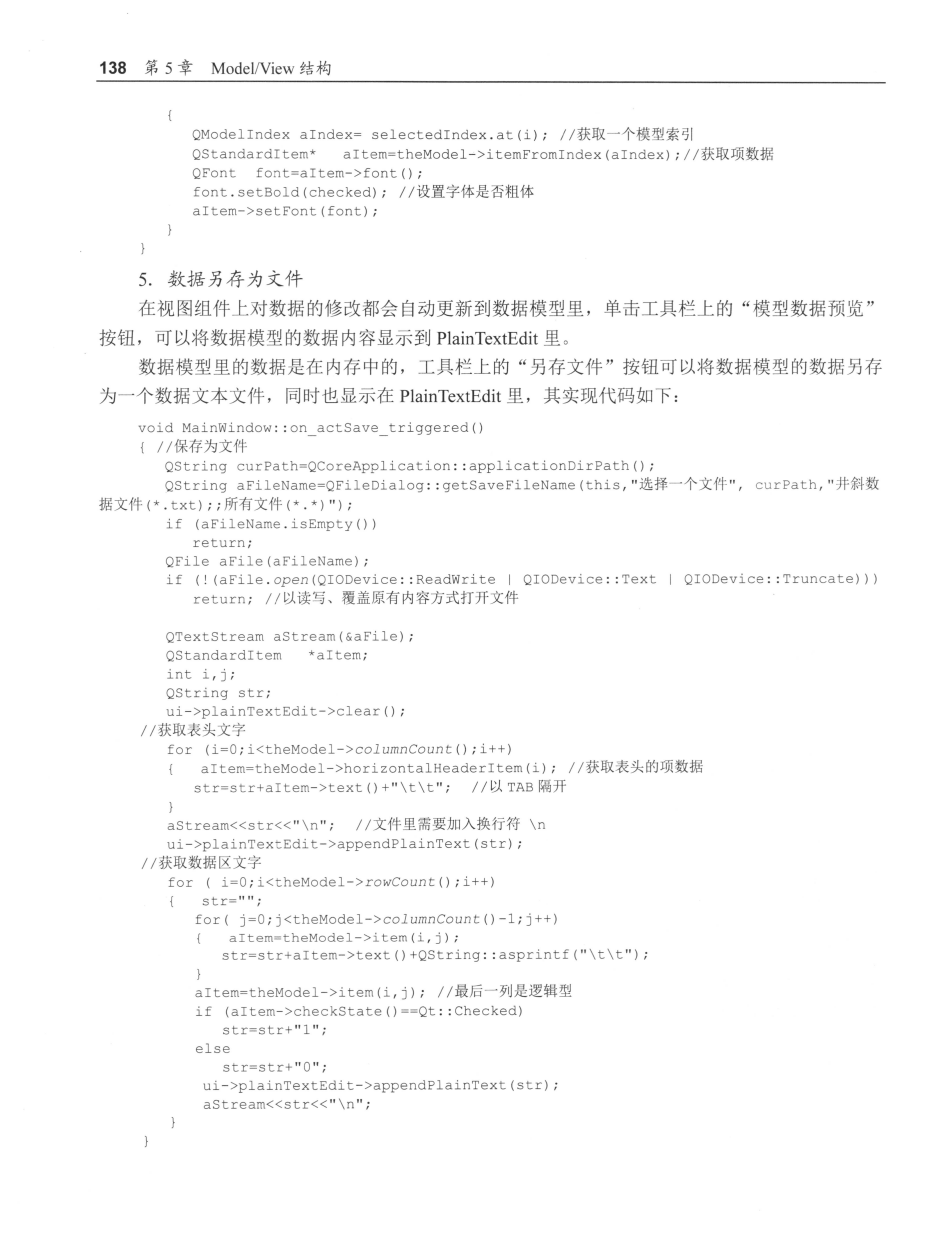 138 第 5 章 Model/View 结构
{
QModelIndex aIndex= selectedIndex.at(i); //获取一个模型索引
QStandardItem* aItem=theModel->itemFromIndex(aIndex);//获取项数据
QFont font=aItem->font();
font.setBold(checked); //设置字体是否粗体
aItem->setFont(font);
}
}
5．数据另存为文件
在视图组件上对数据的修改都会自动更新到数据模型里，单击工具栏上的“模型数据预览”
按钮，可以将数据模型的数据内容显示到 PlainTextEdit 里。
数据模型里的数据是在内存中的，工具栏上的“另存文件”按钮可以将数据模型的数据另存
为一个数据文本文件，同时也显示在 PlainTextEdit 里，其实现代码如下：
void MainWindow::on_actSave_triggered()
{ //保存为文件
QString curPath=QCoreApplication::applicationDirPath();
QString aFileName=QFileDialog::getSaveFileName(this,"选择一个文件", curPath,"井斜数
据文件(*.txt);;所有文件(*.*)");
if (aFileName.isEmpty())
return;
QFile aFile(aFileName);
if (!(aFile.open(QIODevice::ReadWrite | QIODevice::Text | QIODevice::Truncate)))
return; //以读写、覆盖原有内容方式打开文件
QTextStream aStream(&aFile);
QStandardItem *aItem;
int i,j;
QString str;
ui->plainTextEdit->clear();
//获取表头文字
for (i=0;i<theModel->columnCount();i++)
{ aItem=theModel->horizontalHeaderItem(i); //获取表头的项数据
str=str+aItem->text()+"\t\t"; //以 TAB 隔开
}
aStream<<str<<"\n"; //文件里需要加入换行符 \n
ui->plainTextEdit->appendPlainText(str);
//获取数据区文字
for ( i=0;i<theModel->rowCount();i++)
{ str="";
for( j=0;j<theModel->columnCount()-1;j++)
{ aItem=theModel->item(i,j);
str=str+aItem->text()+QString::asprintf("\t\t");
}
aItem=theModel->item(i,j); //最后一列是逻辑型
if (aItem->checkState()==Qt::Checked)
str=str+"1";
else
str=str+"0";
ui->plainTextEdit->appendPlainText(str);
aStream<<str<<"\n";
}
}